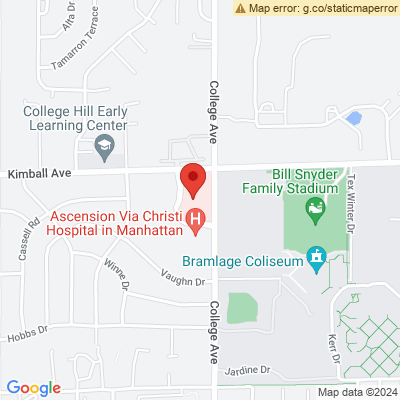 Map error: g.co/staticmaperror
Alta Dr
Tamarron Terrace
College Ave
College Hill Early
Learning Center
Kimball Ave
Bill Snyder
Family Stadium
Tex Winter Dr
Ascension Via Christi
Hospital in Manhattan
H
Cassell Rd
Bramlage Coliseum
Winne Dr
Vaughn Dr
College Ave
Hobbs Dr
Kerr Dr
Jardine Dr
Google
Map data ©2024